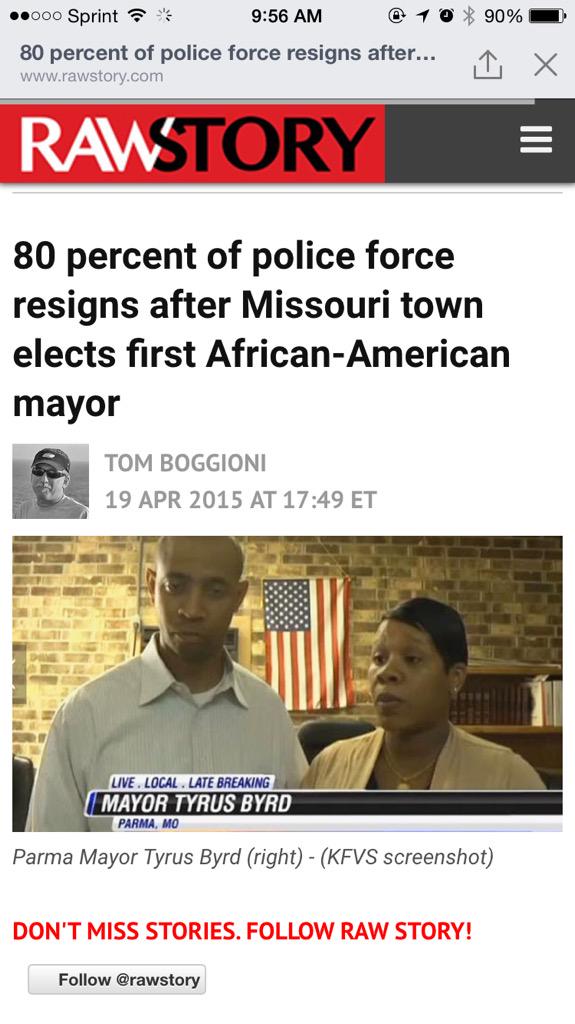 Sprint 9:56 AM 90%
80 percent of police force resigns after...
www.rawstory.com
RAWSTORY
80 percent of police force
resigns after Missouri town
elects first African-American
mayor
TOM BOGGIONI
19 APR 2015 AT 17:49 ET
LIVE . LOCAL . LATE BREAKING
MAYOR TYRUS BYRD
PARMA, MO
Parma Mayor Tyrus Byrd (right) - (KFVS screenshot)
DON'T MISS STORIES. FOLLOW RAW STORY!
Follow @rawstory